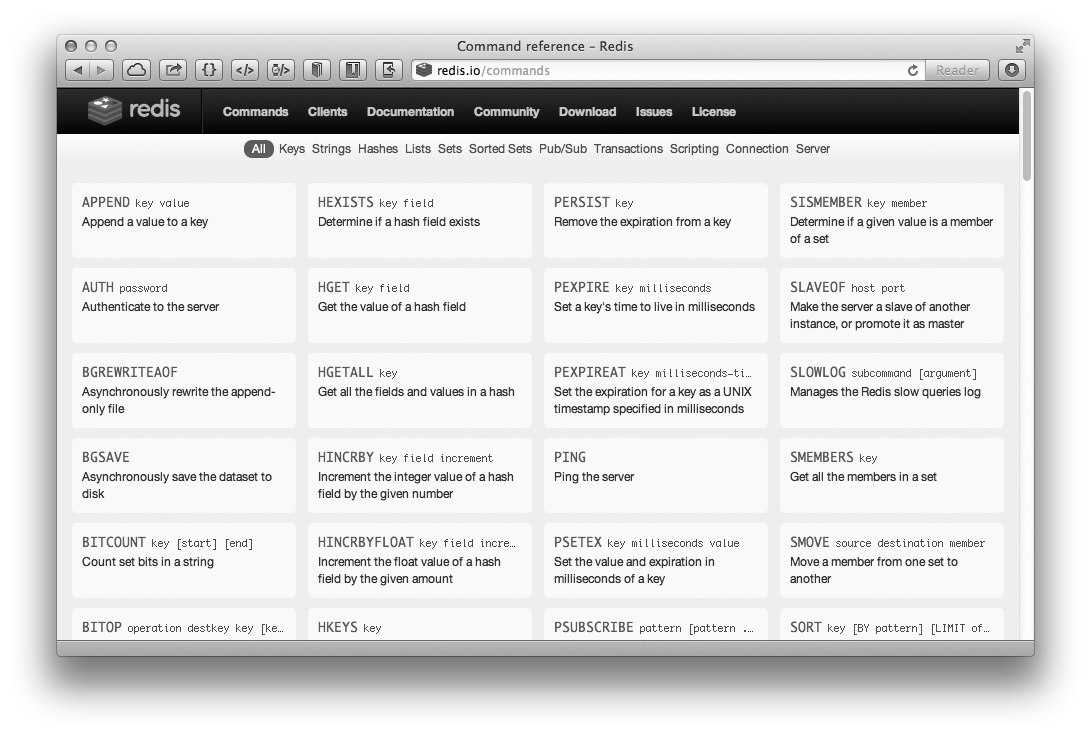 Command reference – Redis
{}
</>
redis.io/commands
Reader
redis
Commands Clients Documentation Community Download Issues License
All Keys Strings Hashes Lists Sets Sorted Sets Pub/Sub Transactions Scripting Connection Server
APPEND key value
Append a value to a key
HEXISTS key field
Determine if a hash field exists
PERSIST key
Remove the expiration from a key
SISMEMBER key member
Determine if a given value is a member
of a set
AUTH password
Authenticate to the server
HGET key field
Get the value of a hash field
PEXPIRE key milliseconds
Set a key's time to live in milliseconds
SLAVEOF host port
Make the server a slave of another
instance, or promote it as master
BGREWRITEAOF
Asynchronously rewrite the append-
only file
HGETALL key
Get all the fields and values in a hash
PEXPIREAT key milliseconds-ti…
Set the expiration for a key as a UNIX
timestamp specified in milliseconds
SLOWLOG subcommand [argument]
Manages the Redis slow queries log
BGSAVE
Asynchronously save the dataset to
disk
HINCRBY key field increment
Increment the integer value of a hash
field by the given number
PING
Ping the server
SMEMBERS key
Get all the members in a set
BITCOUNT key [start] [end]
Count set bits in a string
HINCRBYFLOAT key field incre…
Increment the float value of a hash
field by the given amount
PSETEX key milliseconds value
Set the value and expiration in
milliseconds of a key
SMOVE source destination member
Move a member from one set to
another
BITOP operation destkey key [ke…
HKEYS key
PSUBSCRIBE pattern [pattern .…
SORT key [BY pattern] [LIMIT of…